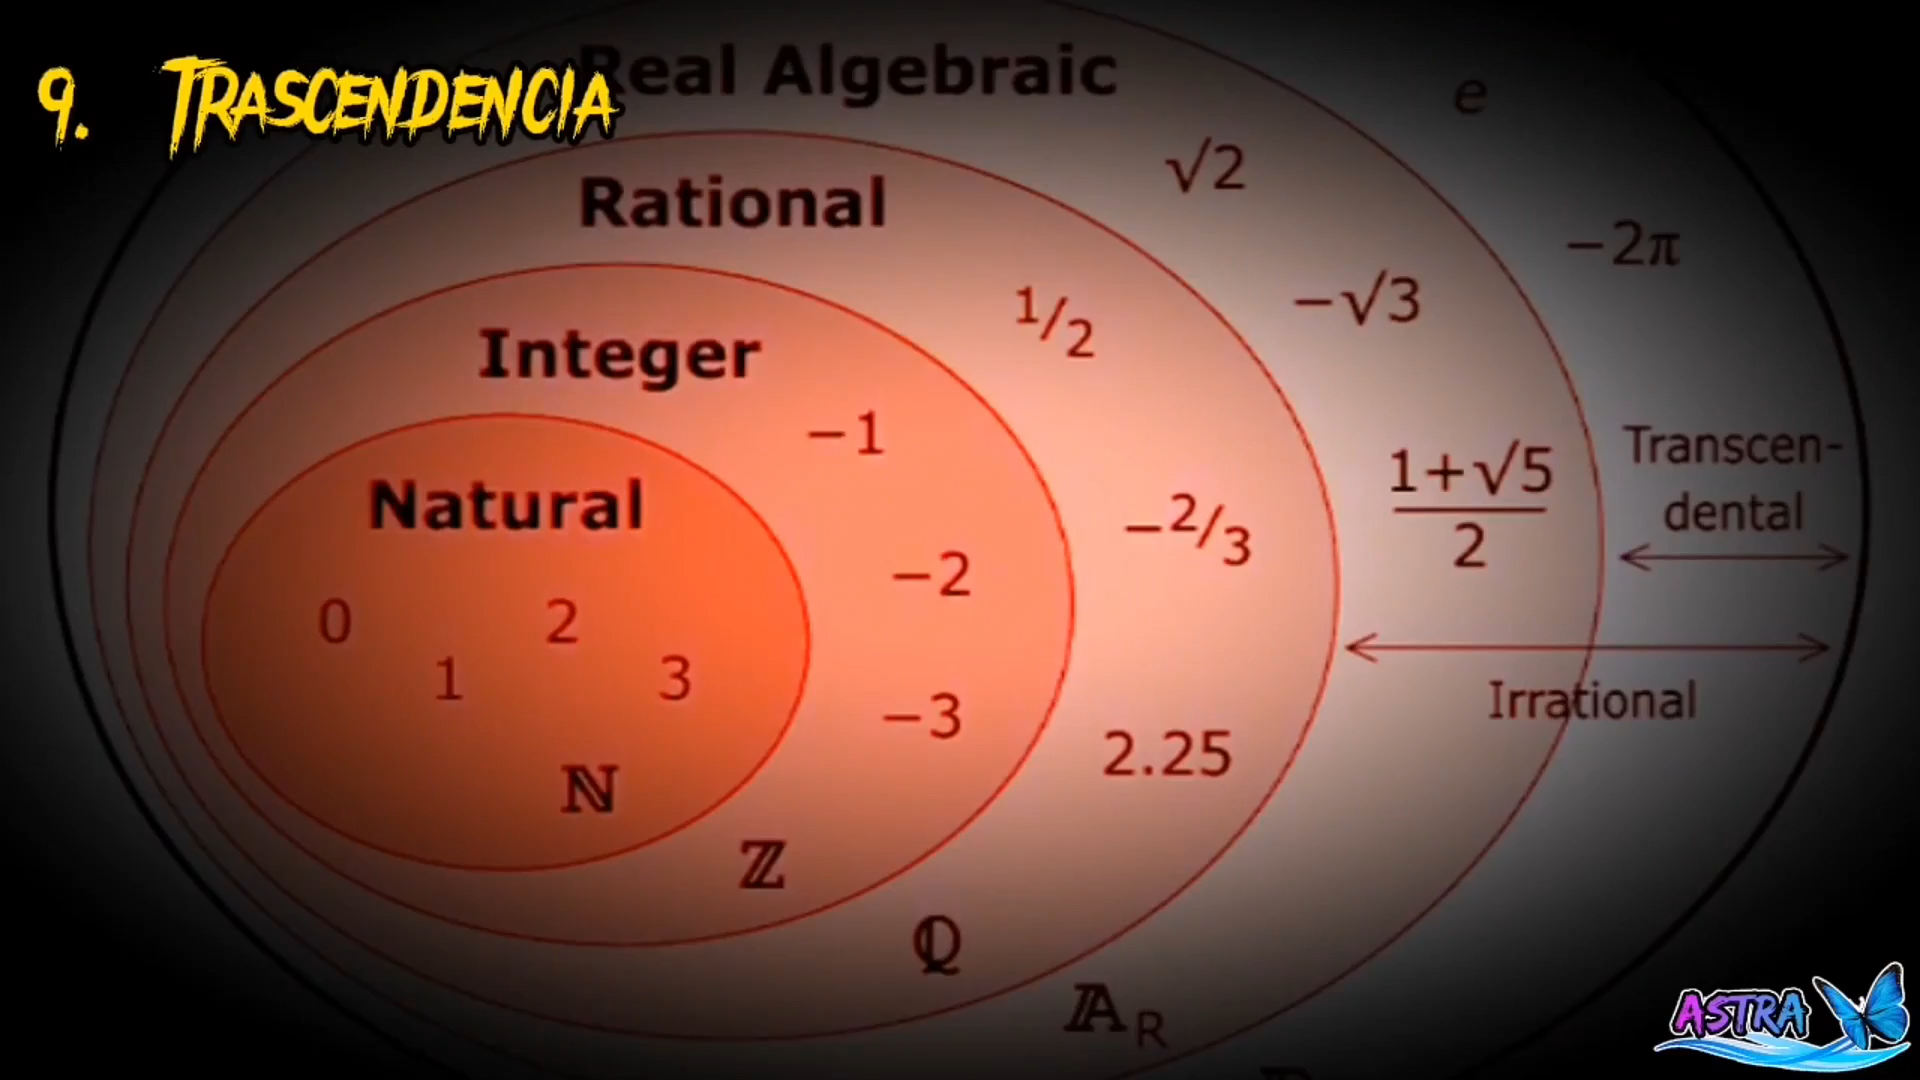 9. TRASCENDENCIA
Real Algebraic
e
√2
Rational
−2π
1/2
−√3
Integer
−1
Transcen-
dental
1+√5
2
Natural
−2/3
−2
0
2
1
3
Irrational
−3
2.25
ℕ
ℤ
ℚ
𝔸R
ASTRA